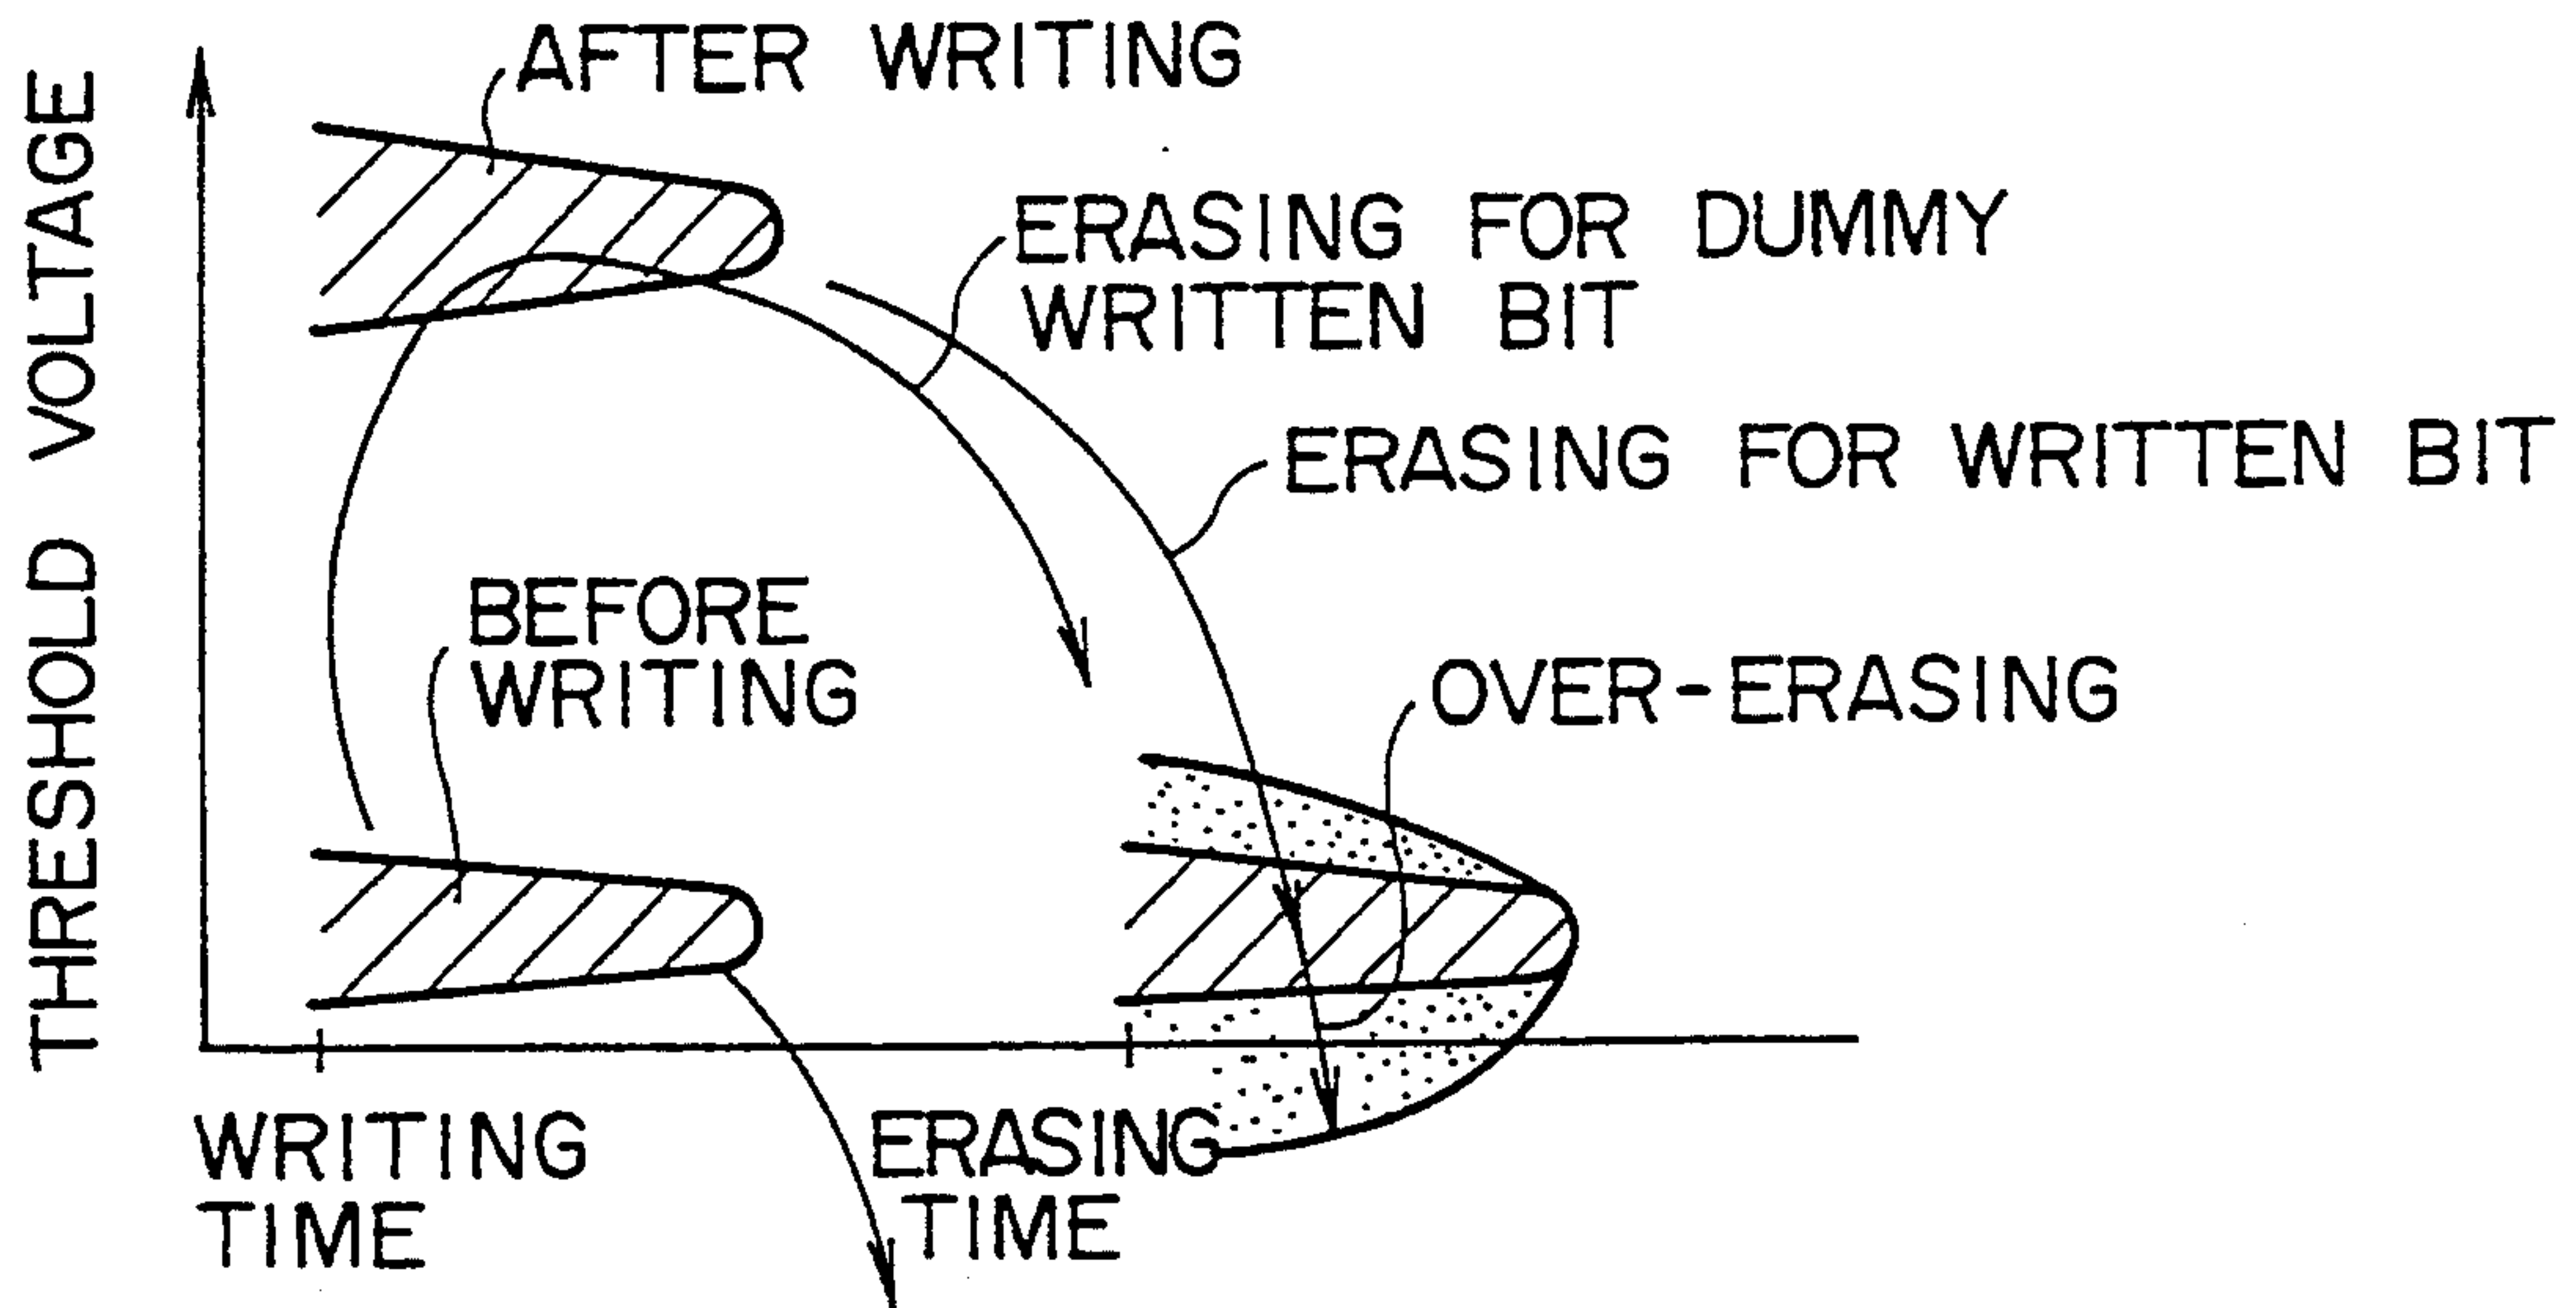 THRESHOLD VOLTAGE
AFTER WRITING
ERASING FOR DUMMY
WRITTEN BIT
ERASING FOR WRITTEN BIT
BEFORE
WRITING
OVER-ERASING
WRITING
TIME
ERASING
TIME